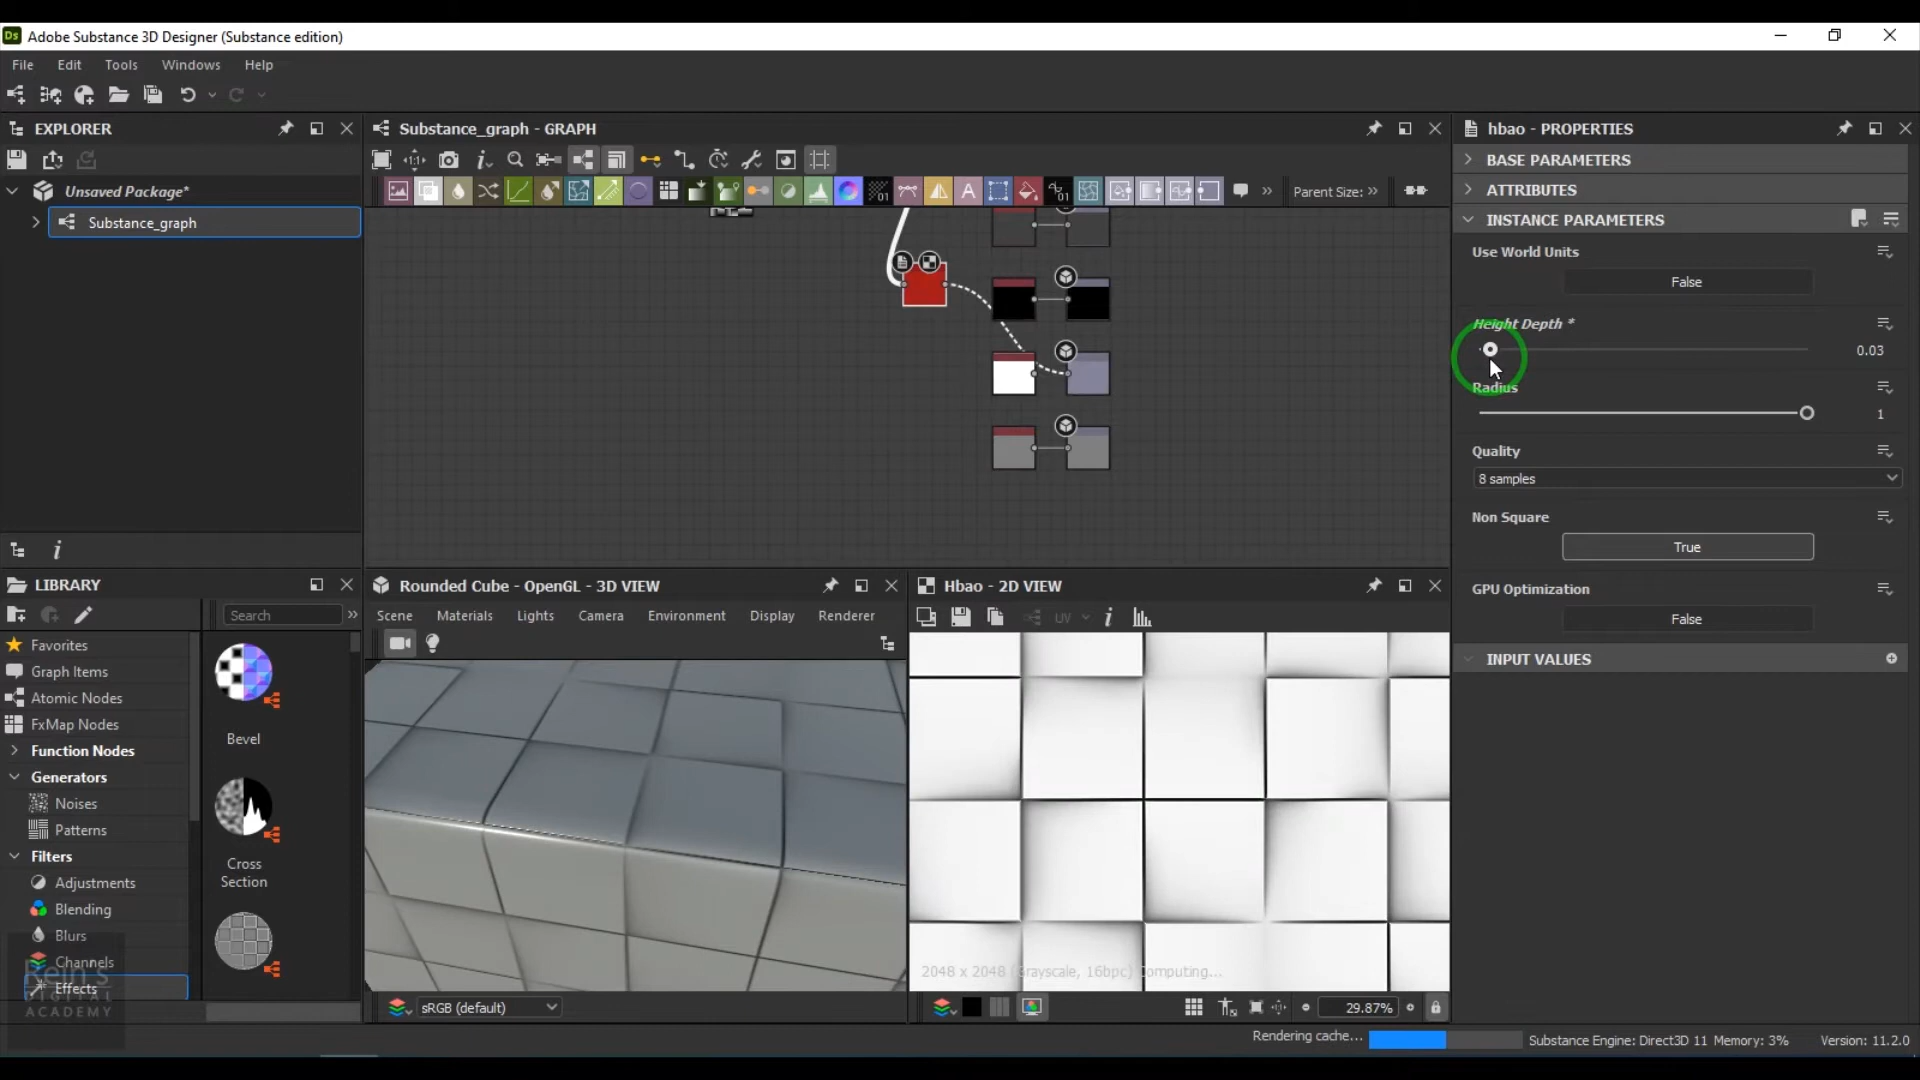 Ds Adobe Substance 3D Designer (Substance edition)
File Edit Tools Windows Help
EXPLORER
Unsaved Package*
Substance_graph
Substance_graph - GRAPH
Parent Size: »
hbao - PROPERTIES
BASE PARAMETERS
ATTRIBUTES
INSTANCE PARAMETERS
Use World Units
False
Height Depth *
0.03
Radius
1
Quality
8 samples
Non Square
True
GPU Optimization
False
INPUT VALUES
LIBRARY
Search
Favorites
Graph Items
Atomic Nodes
FxMap Nodes
Function Nodes
Generators
Noises
Patterns
Filters
Adjustments
Blending
Blurs
Channels
Effects
Bevel
Cross
Section
Rein's
DIGITAL
ACADEMY
Rounded Cube - OpenGL - 3D VIEW
Scene Materials Lights Camera Environment Display Renderer
sRGB (default)
Hbao - 2D VIEW
UV
2048 x 2048 (Grayscale, 16bpc) Computing...
29.87%
Rendering cache...
Substance Engine: Direct3D 11 Memory: 3% Version: 11.2.0